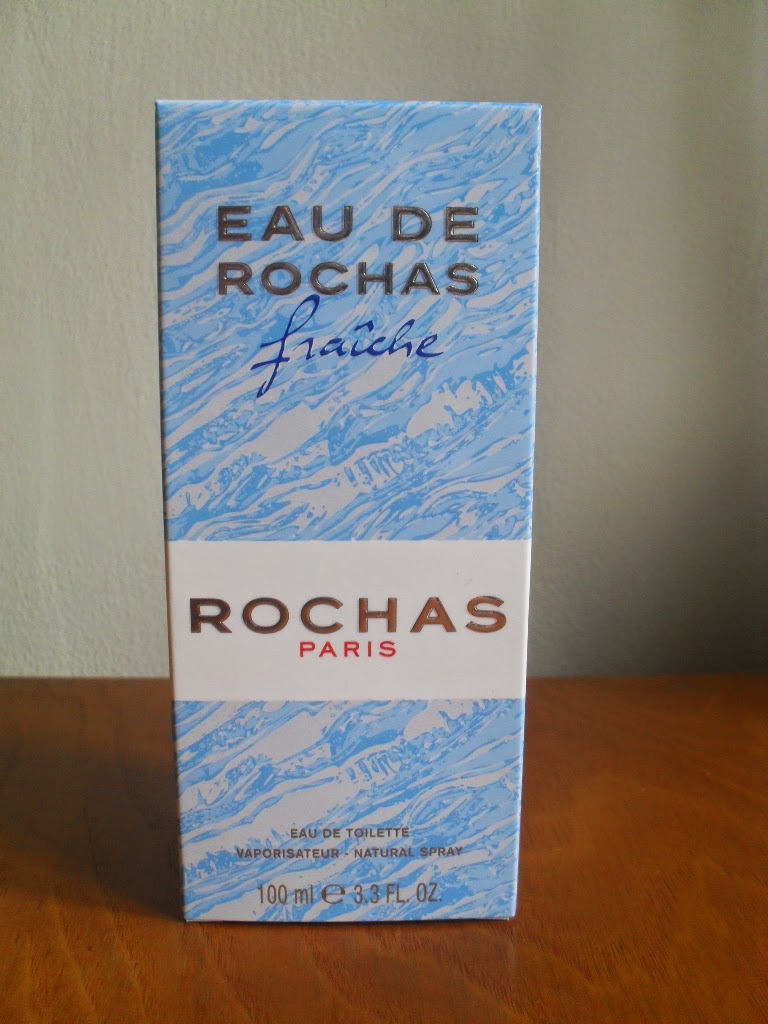 EAU DE
ROCHAS
fraîche
ROCHAS
PARIS
EAU DE TOILETTE
VAPORISATEUR - NATURAL SPRAY
100 ml ℮ 3.3 FL. OZ.